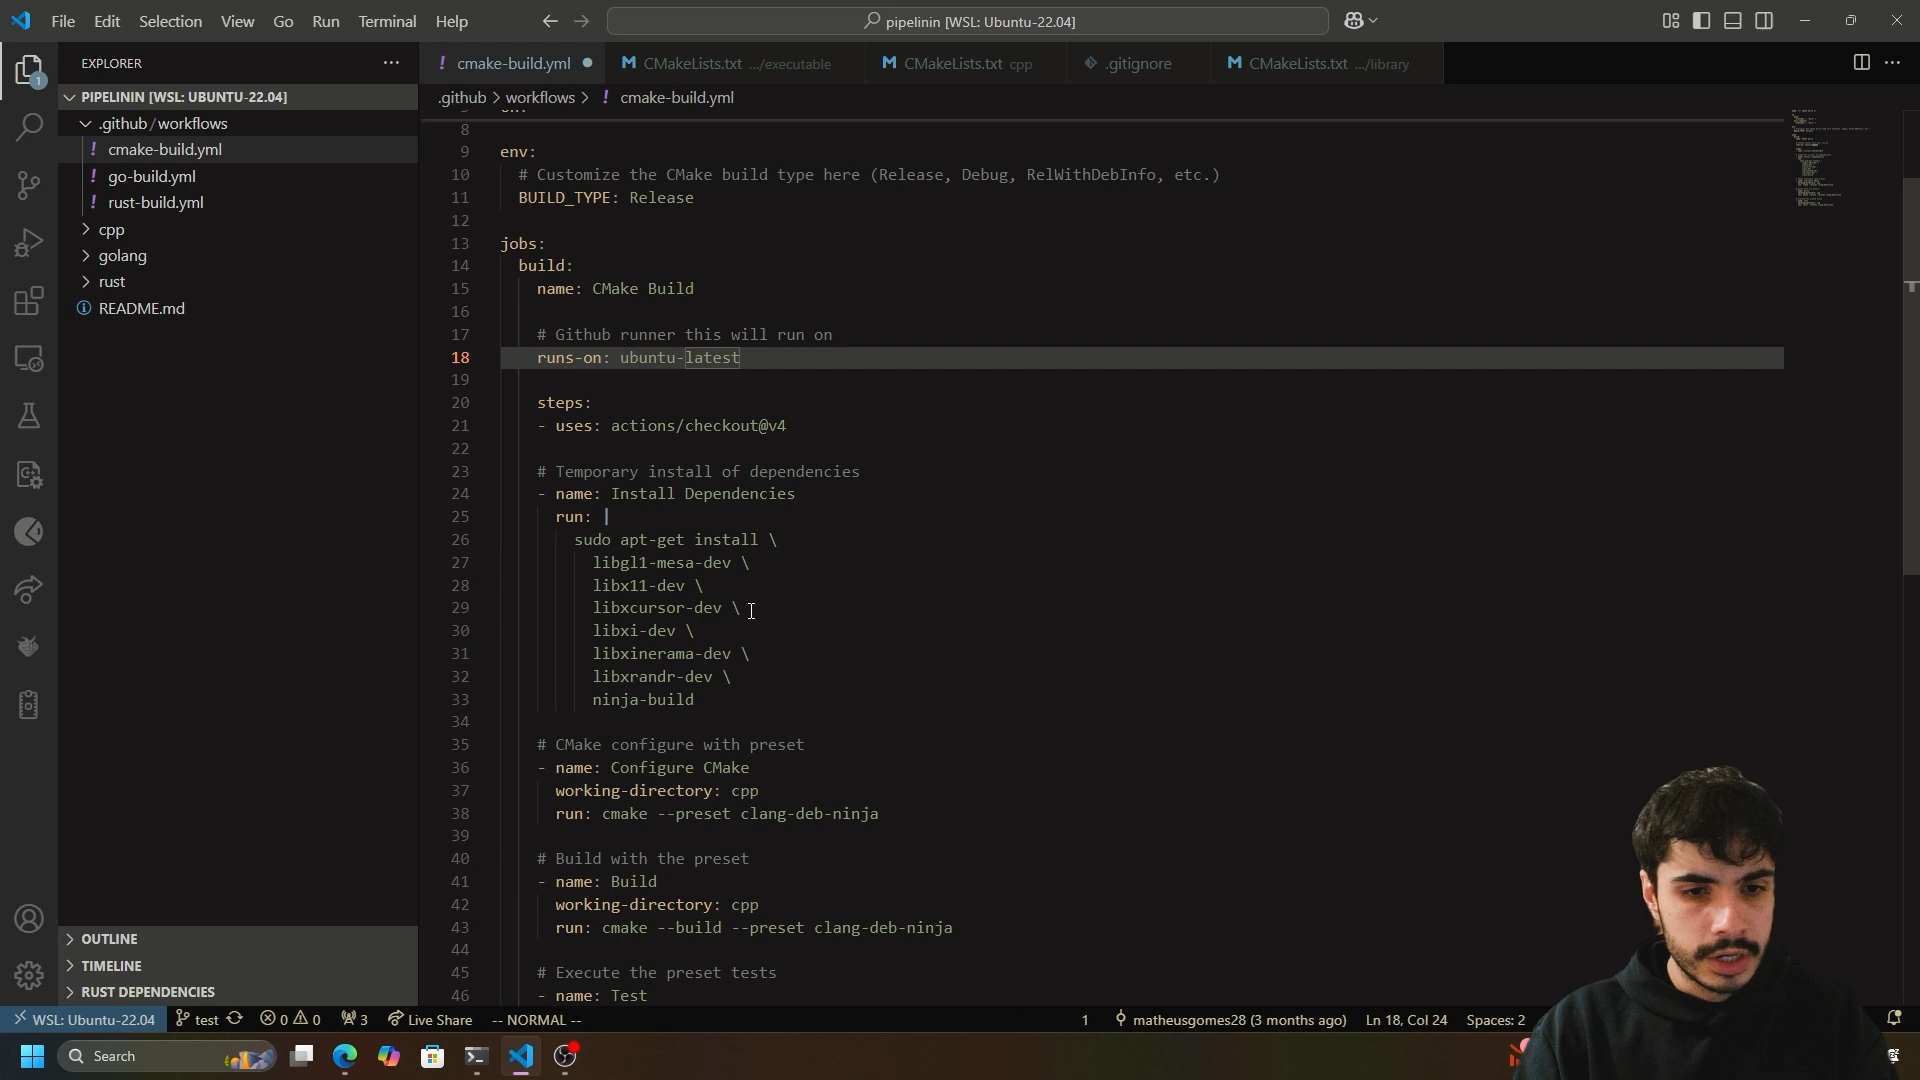 File Edit Selection View Go Run Terminal Help
pipelinin [WSL: Ubuntu-22.04]
EXPLORER
1
PIPELININ [WSL: UBUNTU-22.04]
.github / workflows
! cmake-build.yml
! go-build.yml
! rust-build.yml
cpp
golang
rust
README.md
OUTLINE
TIMELINE
RUST DEPENDENCIES
! cmake-build.yml
M CMakeLists.txt .../executable
M CMakeLists.txt cpp
.gitignore
M CMakeLists.txt .../library
.github > workflows > ! cmake-build.yml
8
9 env:
10 # Customize the CMake build type here (Release, Debug, RelWithDebInfo, etc.)
11 BUILD_TYPE: Release
12
13 jobs:
14 build:
15 name: CMake Build
16
17 # Github runner this will run on
18 runs-on: ubuntu-latest
19
20 steps:
21 - uses: actions/checkout@v4
22
23 # Temporary install of dependencies
24 - name: Install Dependencies
25 run: |
26 sudo apt-get install \
27 libgl1-mesa-dev \
28 libx11-dev \
29 libxcursor-dev \
30 libxi-dev \
31 libxinerama-dev \
32 libxrandr-dev \
33 ninja-build
34
35 # CMake configure with preset
36 - name: Configure CMake
37 working-directory: cpp
38 run: cmake --preset clang-deb-ninja
39
40 # Build with the preset
41 - name: Build
42 working-directory: cpp
43 run: cmake --build --preset clang-deb-ninja
44
45 # Execute the preset tests
46 - name: Test
WSL: Ubuntu-22.04 test 0 0 3 Live Share -- NORMAL -- 1 matheusgomes28 (3 months ago) Ln 18, Col 24 Spaces: 2
Search